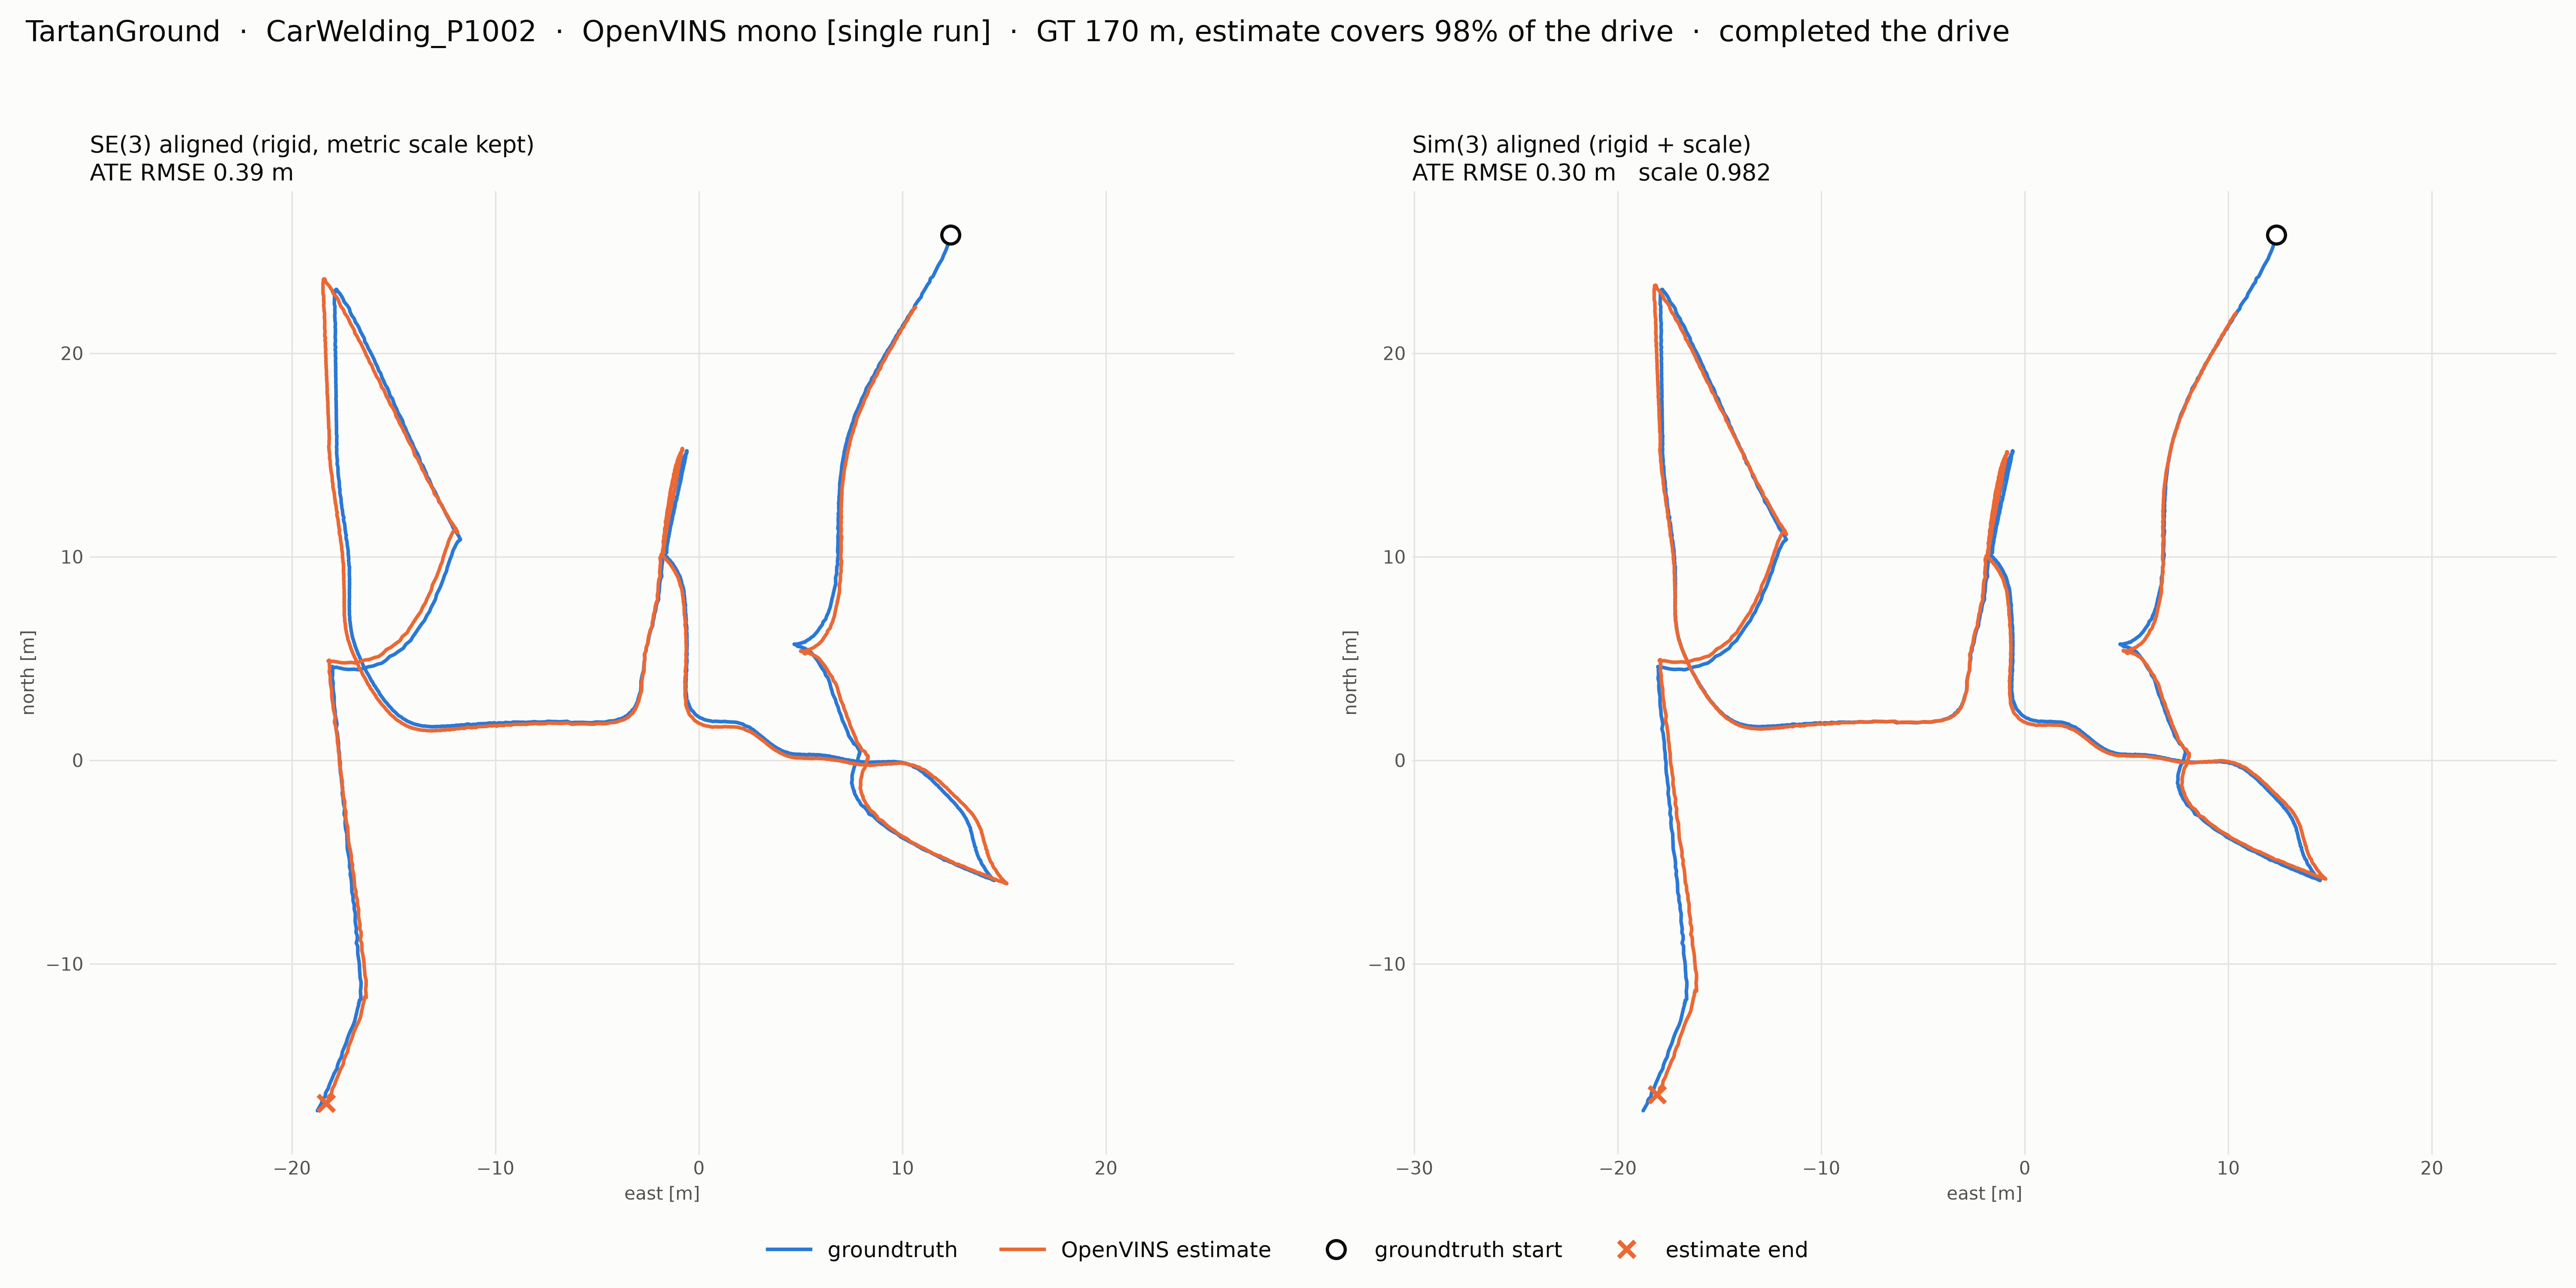 TartanGround · CarWelding_P1002 · OpenVINS mono [single run] · GT 170 m, estimate covers 98% of the drive · completed the drive
SE(3) aligned (rigid, metric scale kept)
ATE RMSE 0.39 m
20
10
0
−10
north [m]
−20 −10 0 10 20
east [m]
Sim(3) aligned (rigid + scale)
ATE RMSE 0.30 m scale 0.982
20
10
0
−10
north [m]
−30 −20 −10 0 10 20
east [m]
groundtruth OpenVINS estimate groundtruth start estimate end